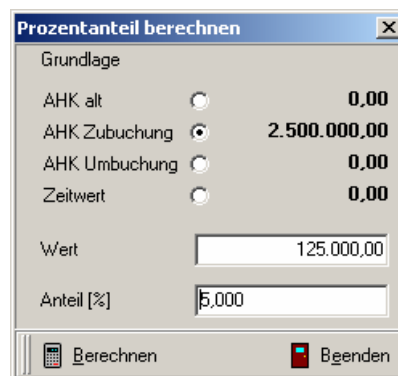 Prozentanteil berechnen
Grundlage
AHK alt 0,00
AHK Zubuchung 2.500.000,00
AHK Umbuchung 0,00
Zeitwert 0,00
Wert 125.000,00
Anteil [%] 5,000
Berechnen Beenden